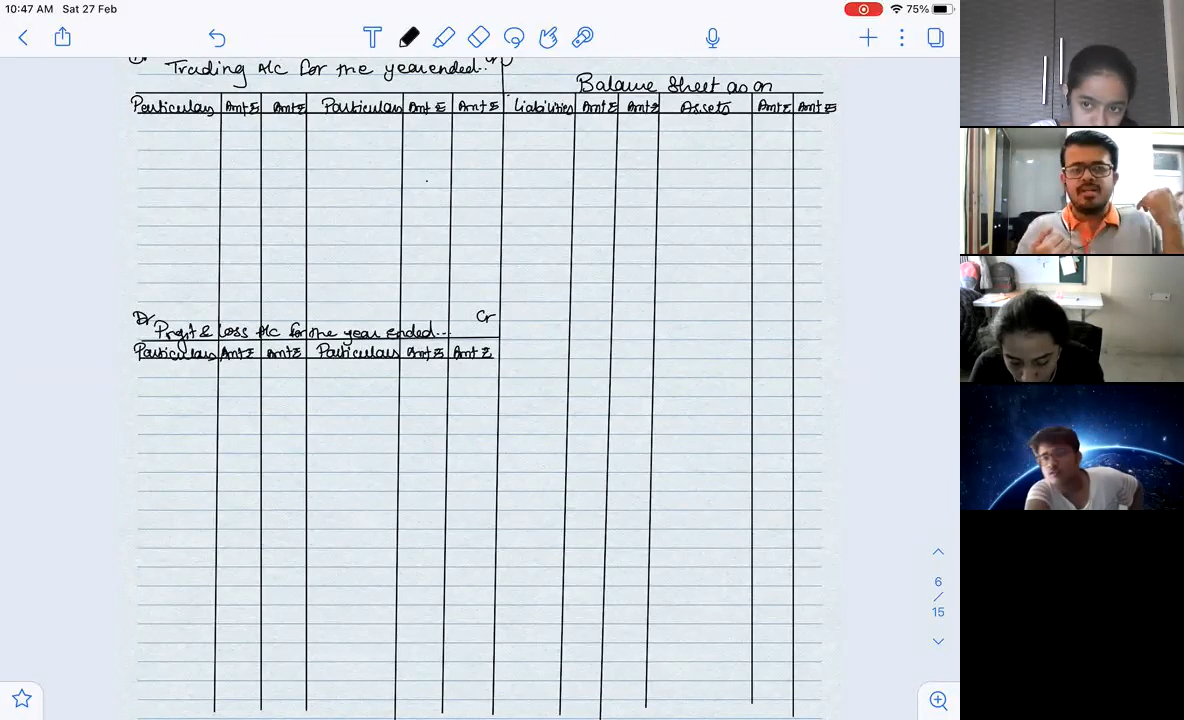 10:47 AM Sat 27 Feb
75%
Trading A/c for the year ended.. Cr
Particulars Amt ₹ Amt ₹ Particulars Amt ₹ Amt ₹
Balance Sheet as on
Liabilities Amt ₹ Amt ₹ Assets Amt ₹ Amt ₹
Dr Cr
Profit & Loss A/c for the year ended...
Particulars Amt ₹ Amt ₹ Particulars Amt ₹ Amt ₹
6
/
15